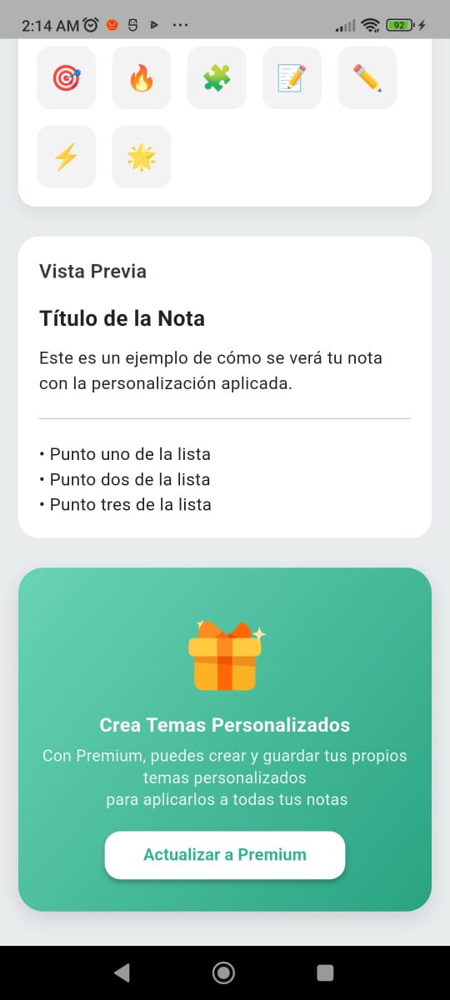 2:14 AM
92
Vista Previa
Título de la Nota
Este es un ejemplo de cómo se verá tu nota
con la personalización aplicada.
• Punto uno de la lista
• Punto dos de la lista
• Punto tres de la lista
Crea Temas Personalizados
Con Premium, puedes crear y guardar tus propios
temas personalizados
para aplicarlos a todas tus notas
Actualizar a Premium